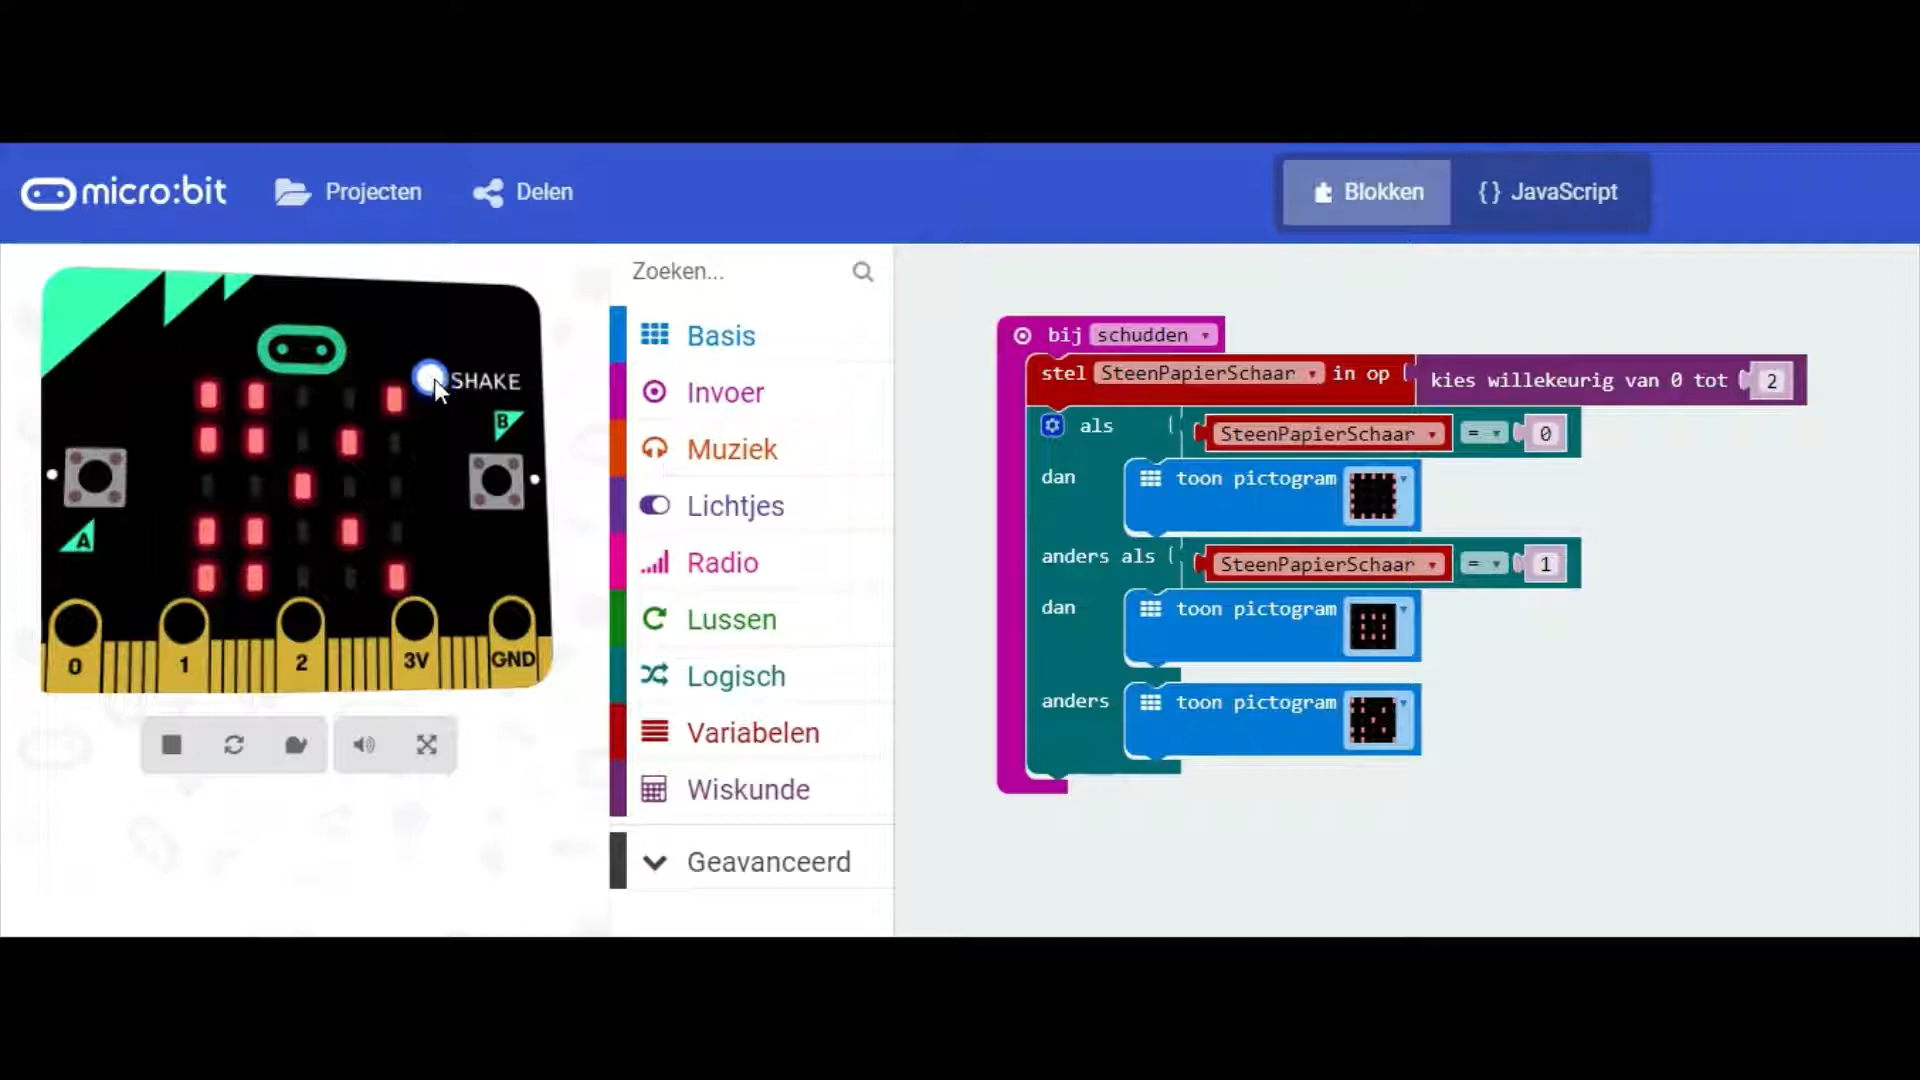 micro:bit Projecten Delen Blokken {} JavaScript
SHAKE
B
A
0 1 2 3V GND
Zoeken...
Basis
Invoer
Muziek
Lichtjes
Radio
Lussen
Logisch
Variabelen
Wiskunde
Geavanceerd
bij schudden
stel SteenPapierSchaar in op kies willekeurig van 0 tot 2
als SteenPapierSchaar = 0
dan toon pictogram
anders als SteenPapierSchaar = 1
dan toon pictogram
anders toon pictogram